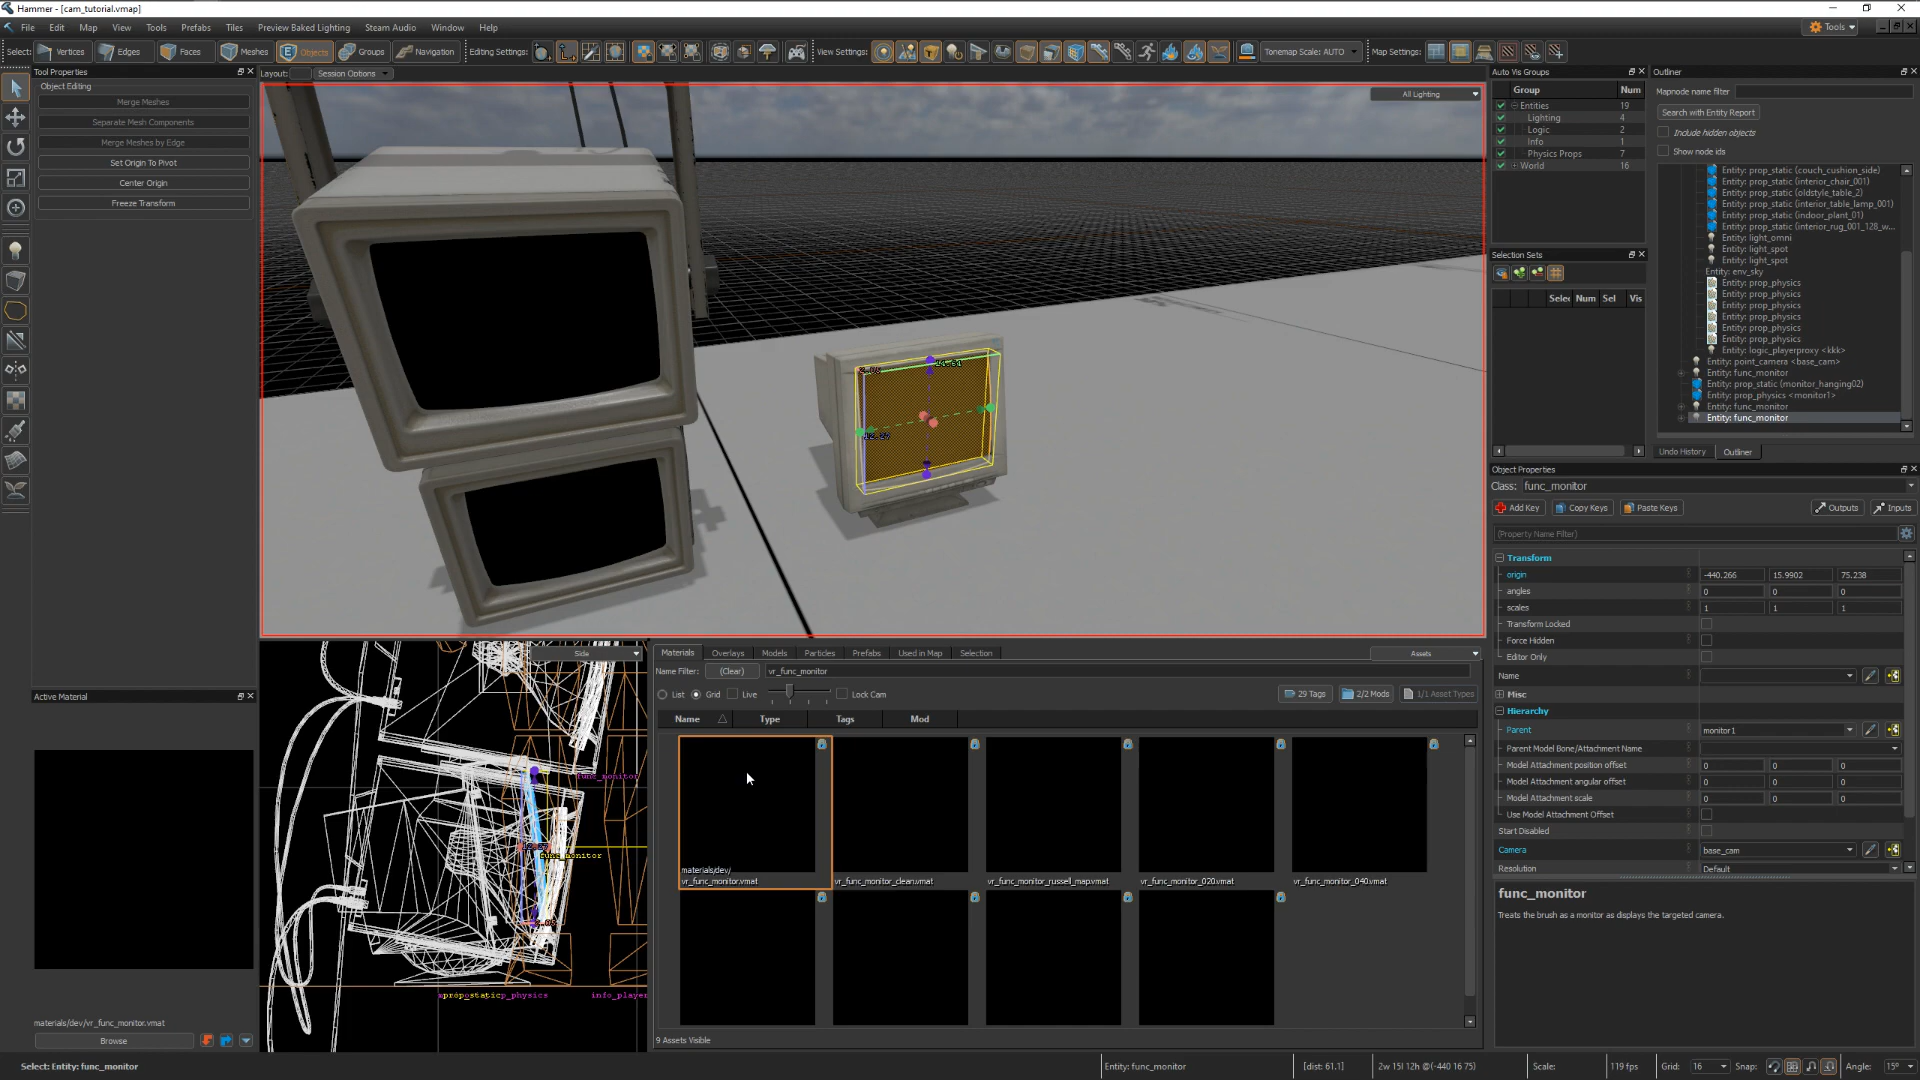 Hammer - [cam_tutorial.vmap]
File Edit Map View Tools Prefabs Tiles Preview Baked Lighting Steam Audio Window Help
Tools
Select: Vertices Edges Faces Meshes Objects Groups Navigation Editing Settings: View Settings: Tonemap Scale: AUTO Map Settings:
Tool Properties
Object Editing
Merge Meshes
Separate Mesh Components
Merge Meshes by Edge
Set Origin To Pivot
Center Origin
Freeze Transform
Layout: Session Options
All Lighting
Auto Vis Groups
Group Num
Entities 19
Lighting 4
Logic 2
Info 1
Physics Props 7
World 16
Selection Sets
Selec Num Sel Vis
Outliner
Mapnode name filter
Search with Entity Report
Include hidden objects
Show node ids
Entity: prop_static (couch_cushion_side)
Entity: prop_static (interior_chair_001)
Entity: prop_static (oldstyle_table_2)
Entity: prop_static (interior_table_lamp_001)
Entity: prop_static (indoor_plant_01)
Entity: prop_static (interior_rug_001_128_w...
Entity: light_omni
Entity: light_spot
Entity: light_spot
Entity: env_sky
Entity: prop_physics
Entity: prop_physics
Entity: prop_physics
Entity: prop_physics
Entity: prop_physics
Entity: prop_physics
Entity: logic_playerproxy <kkk>
Entity: point_camera <base_cam>
Entity: func_monitor
Entity: prop_static (monitor_hanging02)
Entity: prop_physics <monitor1>
Entity: func_monitor
Entity: func_monitor
Undo History Outliner
Object Properties
Class: func_monitor
Add Key Copy Keys Paste Keys Outputs Inputs
(Property Name Filter)
Transform
origin -440.266 15.9902 75.238
angles 0 0 0
scales 1 1 1
Transform Locked
Force Hidden
Editor Only
Name
Misc
Hierarchy
Parent monitor1
Parent Model Bone/Attachment Name
Model Attachment position offset 0 0 0
Model Attachment angular offset 0 0 0
Model Attachment scale 0 0 0
Use Model Attachment Offset
Start Disabled
Camera base_cam
Resolution Default
func_monitor
Treats the brush as a monitor as displays the targeted camera.
Active Material
materials/dev/vr_func_monitor.vmat
Browse
Side
func_monitor
func_monitor
info_player
Materials Overlays Models Particles Prefabs Used in Map Selection Assets
Name Filter: (Clear) vr_func_monitor
List Grid Live Lock Cam 29 Tags 2/2 Mods 1/1 Asset Types
Name Type Tags Mod
materials/dev/
vr_func_monitor.vmat vr_func_monitor_clean.vmat vr_func_monitor_russell_map.vmat vr_func_monitor_020.vmat vr_func_monitor_040.vmat
9 Assets Visible
Select: Entity: func_monitor Entity: func_monitor [dist: 61.1] 2w 15l 12h @(-440 16 75) Scale: 119 fps Grid: 16 Snap: Angle: 15°